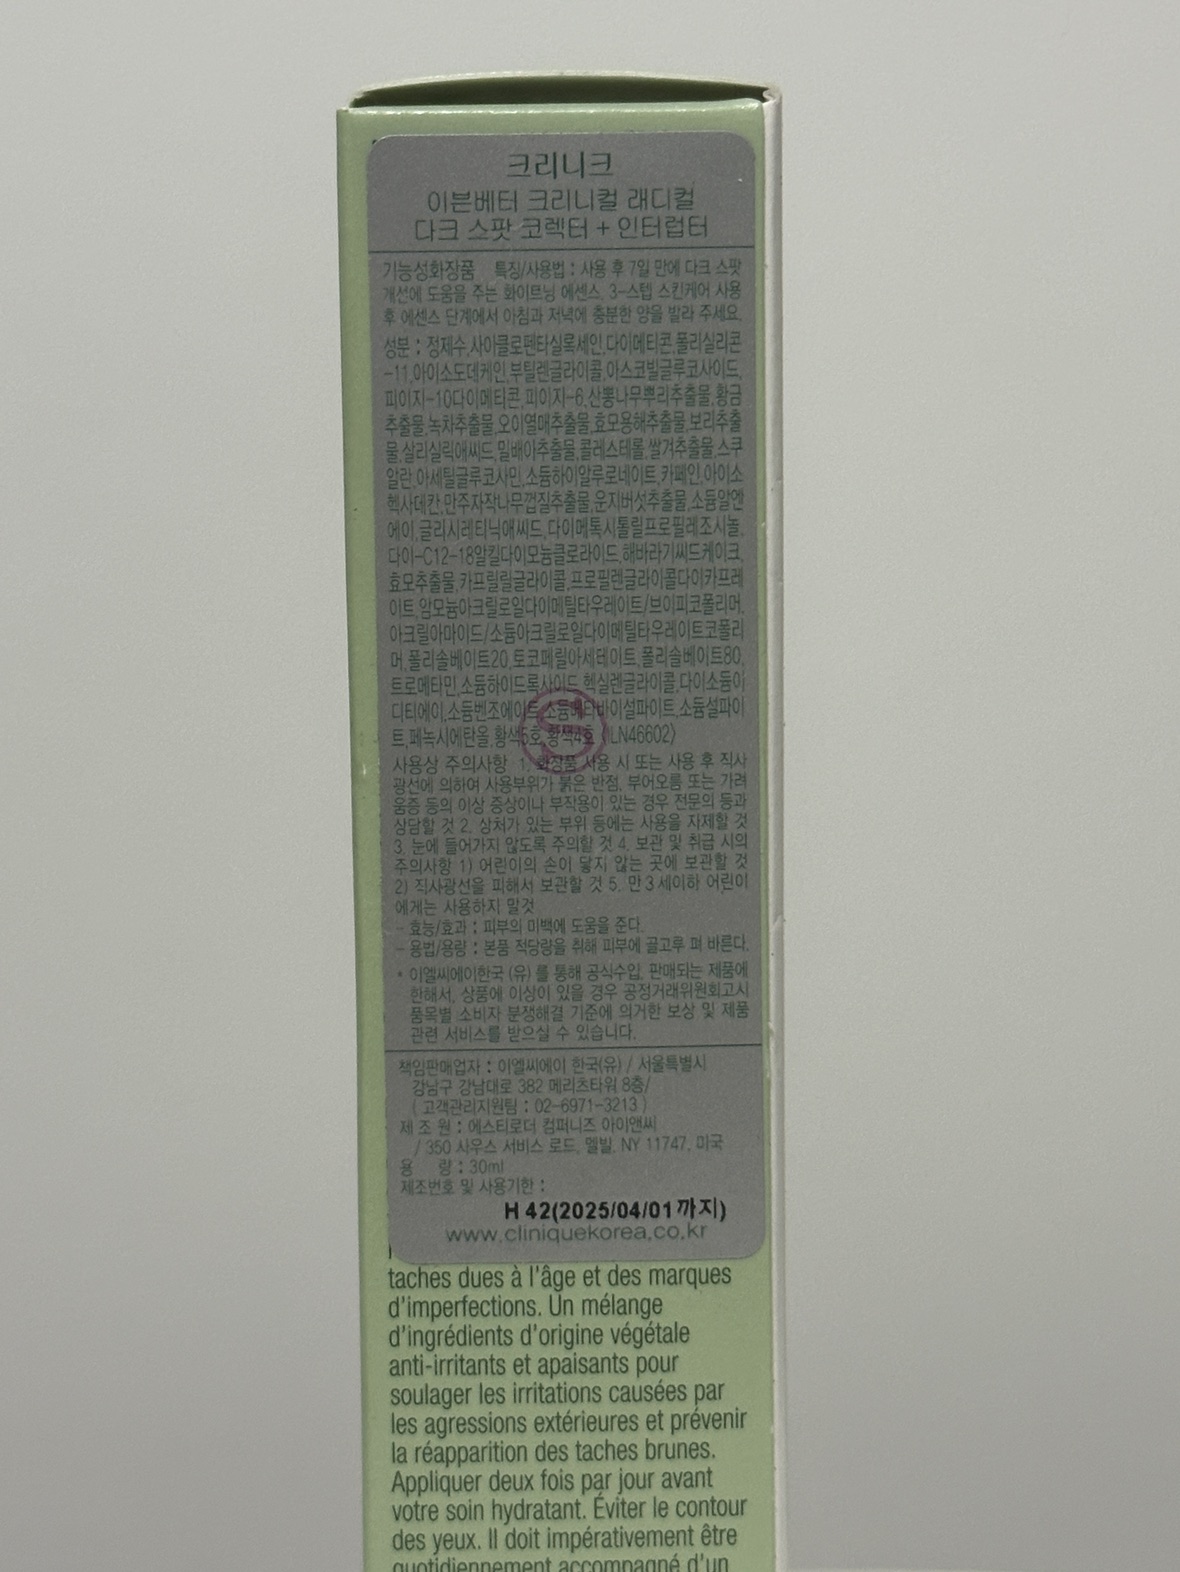 크리니크
이븐베터 크리니컬 래디컬
다크 스팟 코렉터 + 인터럽터
기능성화장품 특징/사용법 : 사용 후 7일 만에 다크 스팟
개선에 도움을 주는 화이트닝 에센스. 3-스텝 스킨케어 사용
후 에센스 단계에서 아침과 저녁에 충분한 양을 발라 주세요.
성분 : 정제수,사이클로펜타실록세인,다이메티콘,폴리실리콘
-11,아이소도데케인,부틸렌글라이콜,아스코빌글루코사이드,
피이지-10다이메티콘,피이지-6,산뽕나무뿌리추출물,황금
추출물,녹차추출물,오이열매추출물,효모용해추출물,보리추출
물,살리실릭애씨드,밀배아추출물,콜레스테롤,쌀겨추출물,스쿠
알란,아세틸글루코사민,소듐하이알루로네이트,카페인,아이소
헥사데칸,만주자작나무껍질추출물,운지버섯추출물,소듐알엔
에이,글리시레티닉애씨드,다이메톡시톨릴프로필레조시놀,
다이-C12-18알킬다이모늄클로라이드,해바라기씨드케이크,
효모추출물,카프릴릴글라이콜,프로필렌글라이콜다이카프레
이트,암모늄아크릴로일다이메틸타우레이트/브이피코폴리머,
아크릴아마이드/소듐아크릴로일다이메틸타우레이트코폴리
머,폴리솔베이트20,토코페릴아세테이트,폴리솔베이트80,
트로메타민,소듐하이드록사이드,헥실렌글라이콜,다이소듐이
디티에이,소듐벤조에이트,소듐메타바이설파이트,소듐설파이
트,페녹시에탄올,황색5호,황색4호 (ILN46602)
S
사용상 주의사항 1. 화장품 사용 시 또는 사용 후 직사
광선에 의하여 사용부위가 붉은 반점, 부어오름 또는 가려
움증 등의 이상 증상이나 부작용이 있는 경우 전문의 등과
상담할 것 2. 상처가 있는 부위 등에는 사용을 자제할 것
3. 눈에 들어가지 않도록 주의할 것 4. 보관 및 취급 시의
주의사항 1) 어린이의 손이 닿지 않는 곳에 보관할 것
2) 직사광선을 피해서 보관할 것 5. 만 3 세이하 어린이
에게는 사용하지 말것
- 효능/효과 : 피부의 미백에 도움을 준다.
- 용법/용량 : 본품 적당량을 취해 피부에 골고루 펴 바른다.
* 이엘씨에이한국 (유) 를 통해 공식수입, 판매되는 제품에
한해서, 상품에 이상이 있을 경우 공정거래위원회고시
품목별 소비자 분쟁해결 기준에 의거한 보상 및 제품
관련 서비스를 받으실 수 있습니다.
책임판매업자 : 이엘씨에이 한국(유) / 서울특별시
강남구 강남대로 382 메리츠타워 8층/
( 고객관리지원팀 : 02-6971-3213 )
제 조 원 : 에스티로더 컴퍼니즈 아이앤씨
/ 350 사우스 서비스 로드, 멜빌, NY 11747, 미국
용 량 : 30ml
제조번호 및 사용기한 :
H 42(2025/04/01까지)
www.cliniquekorea.co.kr
taches dues à l'âge et des marques
d'imperfections. Un mélange
d'ingrédients d'origine végétale
anti-irritants et apaisants pour
soulager les irritations causées par
les agressions extérieures et prévenir
la réapparition des taches brunes.
Appliquer deux fois par jour avant
votre soin hydratant. Éviter le contour
des yeux. Il doit impérativement être
quotidiennement accompagné d'un